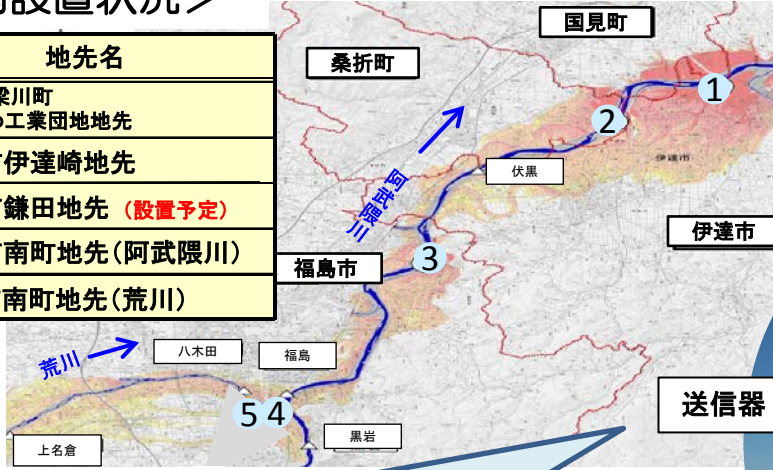 設置状況＞
地先名
梁川町
工業団地地先
伊達崎地先
鎌田地先（設置予定）
南町地先（阿武隈川）
南町地先（荒川）
国見町
桑折町
1
2
伏黒
伊達市
阿武隈川
伊達市
3
福島市
荒川
八木田
福島
送信器
5 4
黒岩
上名倉